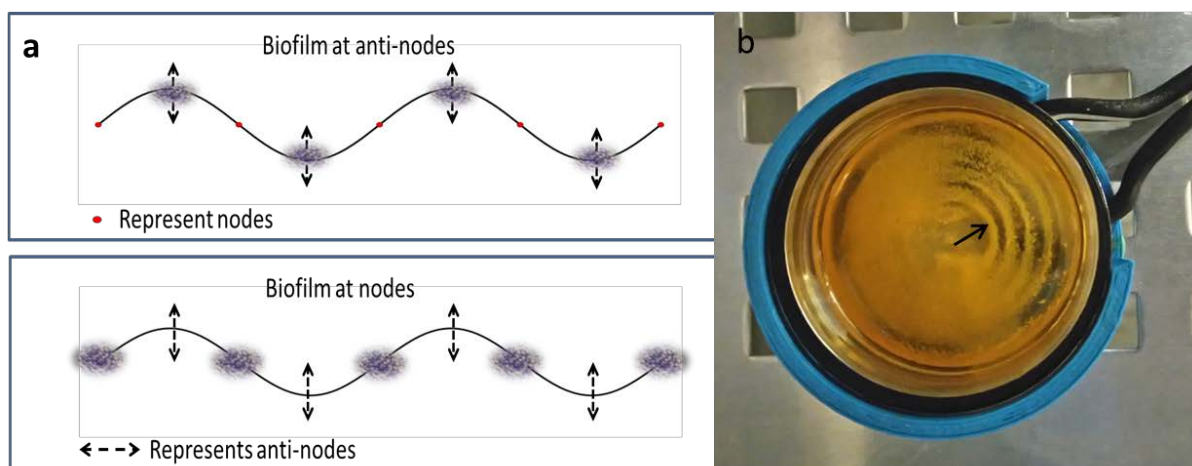 a
Biofilm at anti-nodes
Represent nodes
Biofilm at nodes
Represents anti-nodes
b